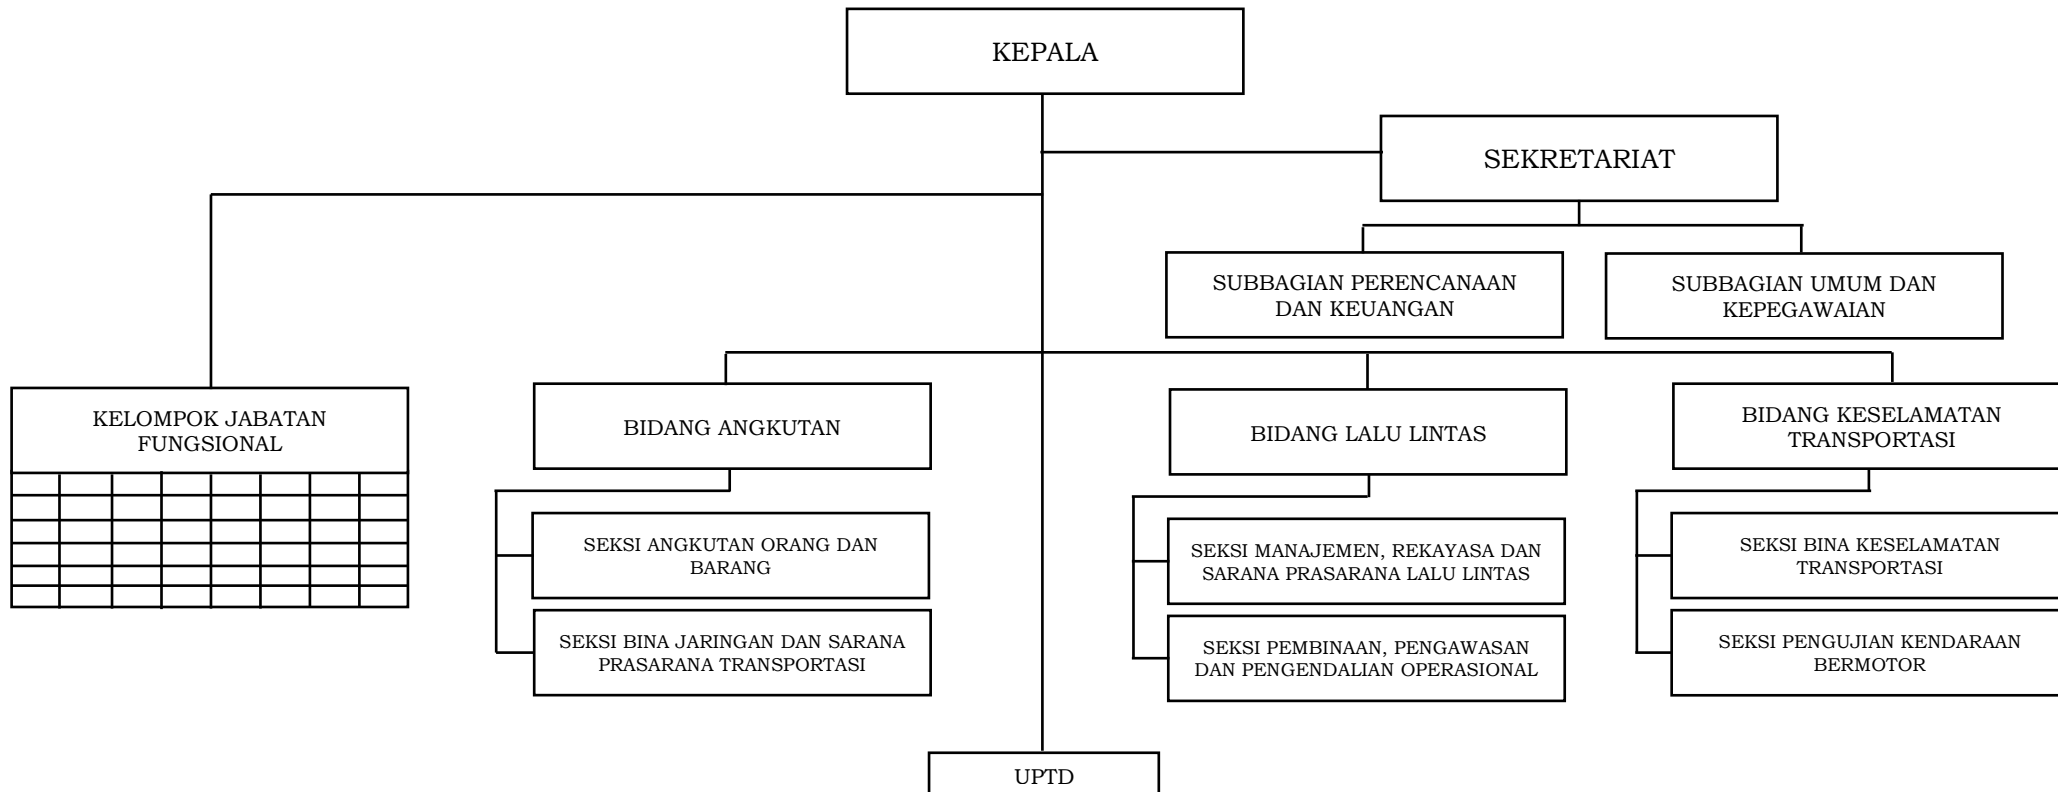 KEPALA
SEKRETARIAT
SUBBAGIAN PERENCANAAN
DAN KEUANGAN
SUBBAGIAN UMUM DAN
KEPEGAWAIAN
KELOMPOK JABATAN
FUNGSIONAL
BIDANG ANGKUTAN
BIDANG LALU LINTAS
BIDANG KESELAMATAN
TRANSPORTASI
SEKSI ANGKUTAN ORANG DAN
BARANG
SEKSI BINA JARINGAN DAN SARANA
PRASARANA TRANSPORTASI
SEKSI MANAJEMEN, REKAYASA DAN
SARANA PRASARANA LALU LINTAS
SEKSI PEMBINAAN, PENGAWASAN
DAN PENGENDALIAN OPERASIONAL
SEKSI BINA KESELAMATAN
TRANSPORTASI
SEKSI PENGUJIAN KENDARAAN
BERMOTOR
UPTD